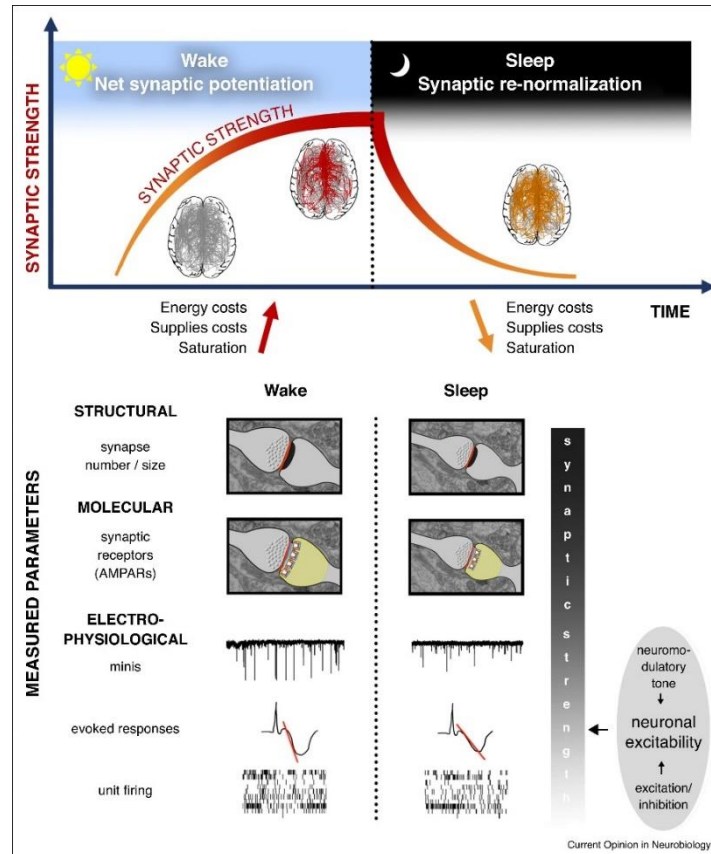 Wake
Net synaptic potentiation
Sleep
Synaptic re-normalization
SYNAPTIC STRENGTH
SYNAPTIC STRENGTH
TIME
Energy costs
Supplies costs
Saturation
Energy costs
Supplies costs
Saturation
Wake
Sleep
MEASURED PARAMETERS
STRUCTURAL
synapse
number / size
MOLECULAR
synaptic
receptors
(AMPARs)
ELECTRO-
PHYSIOLOGICAL
minis
evoked responses
unit firing
synaptic strength
neuromo-
dulatory
tone
neuronal
excitability
excitation/
inhibition
Current Opinion in Neurobiology